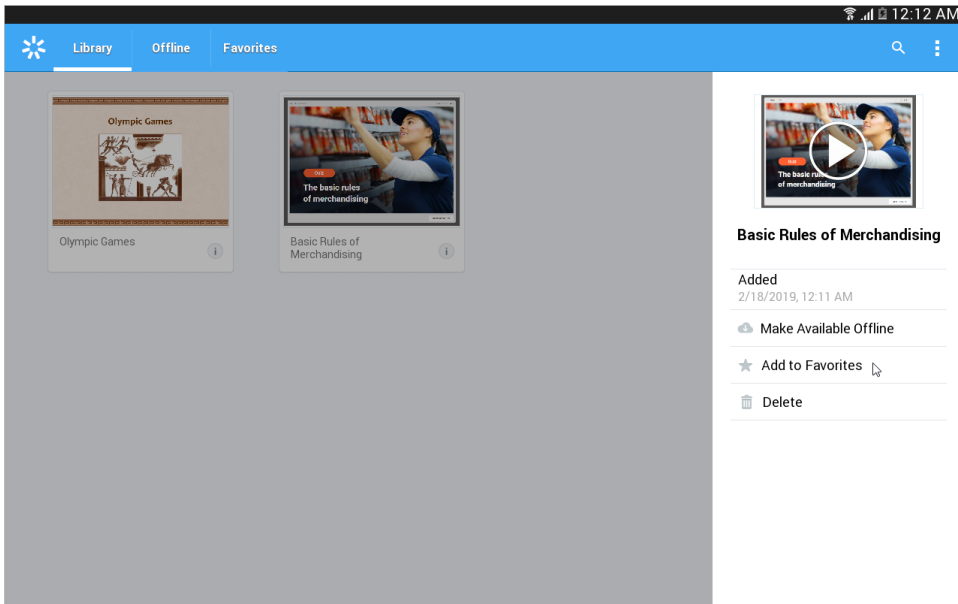 12:12 AM
Library
Offline
Favorites
Olympic Games
Olympic Games
Quiz
The basic rules
of merchandising
Basic Rules of
Merchandising
Quiz
The basic rules
of merchandising
Basic Rules of Merchandising
Added
2/18/2019, 12:11 AM
Make Available Offline
Add to Favorites
Delete